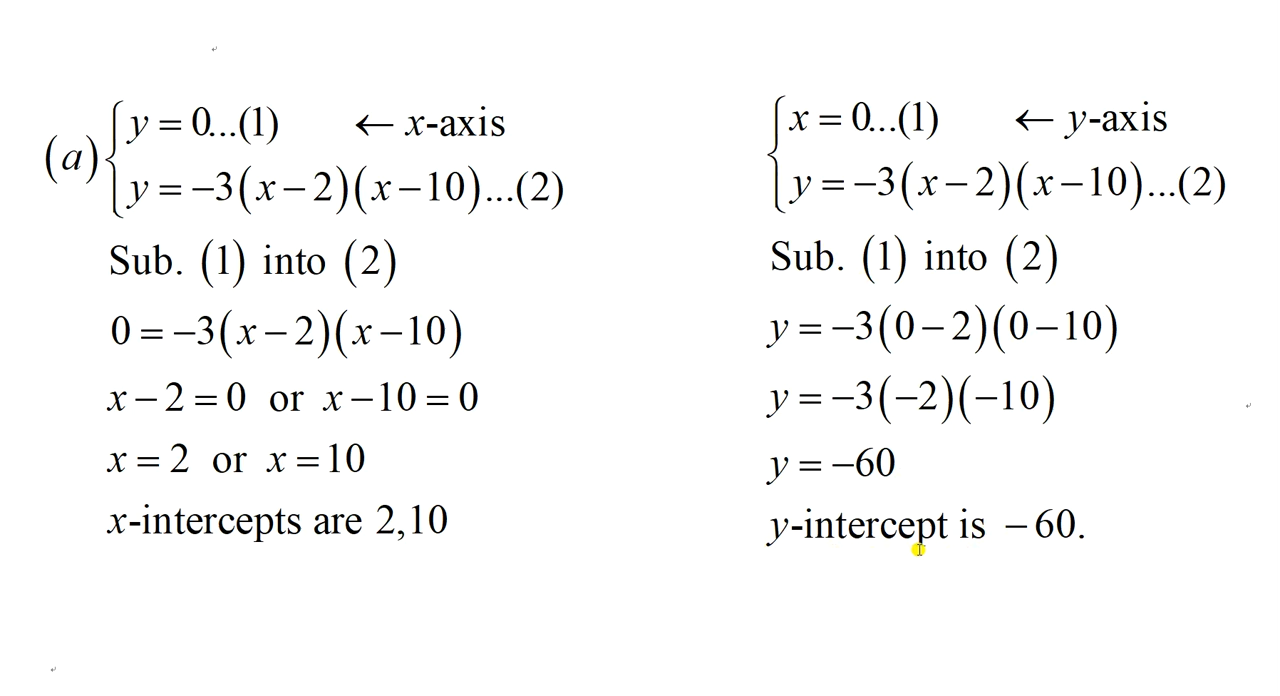 (a) { y = 0...(1) ← x-axis
y = −3(x − 2)(x − 10)...(2)
Sub. (1) into (2)
0 = −3(x − 2)(x − 10)
x − 2 = 0 or x − 10 = 0
x = 2 or x = 10
x-intercepts are 2,10
{ x = 0...(1) ← y-axis
y = −3(x − 2)(x − 10)...(2)
Sub. (1) into (2)
y = −3(0 − 2)(0 − 10)
y = −3(−2)(−10)
y = −60
y-intercept is − 60.